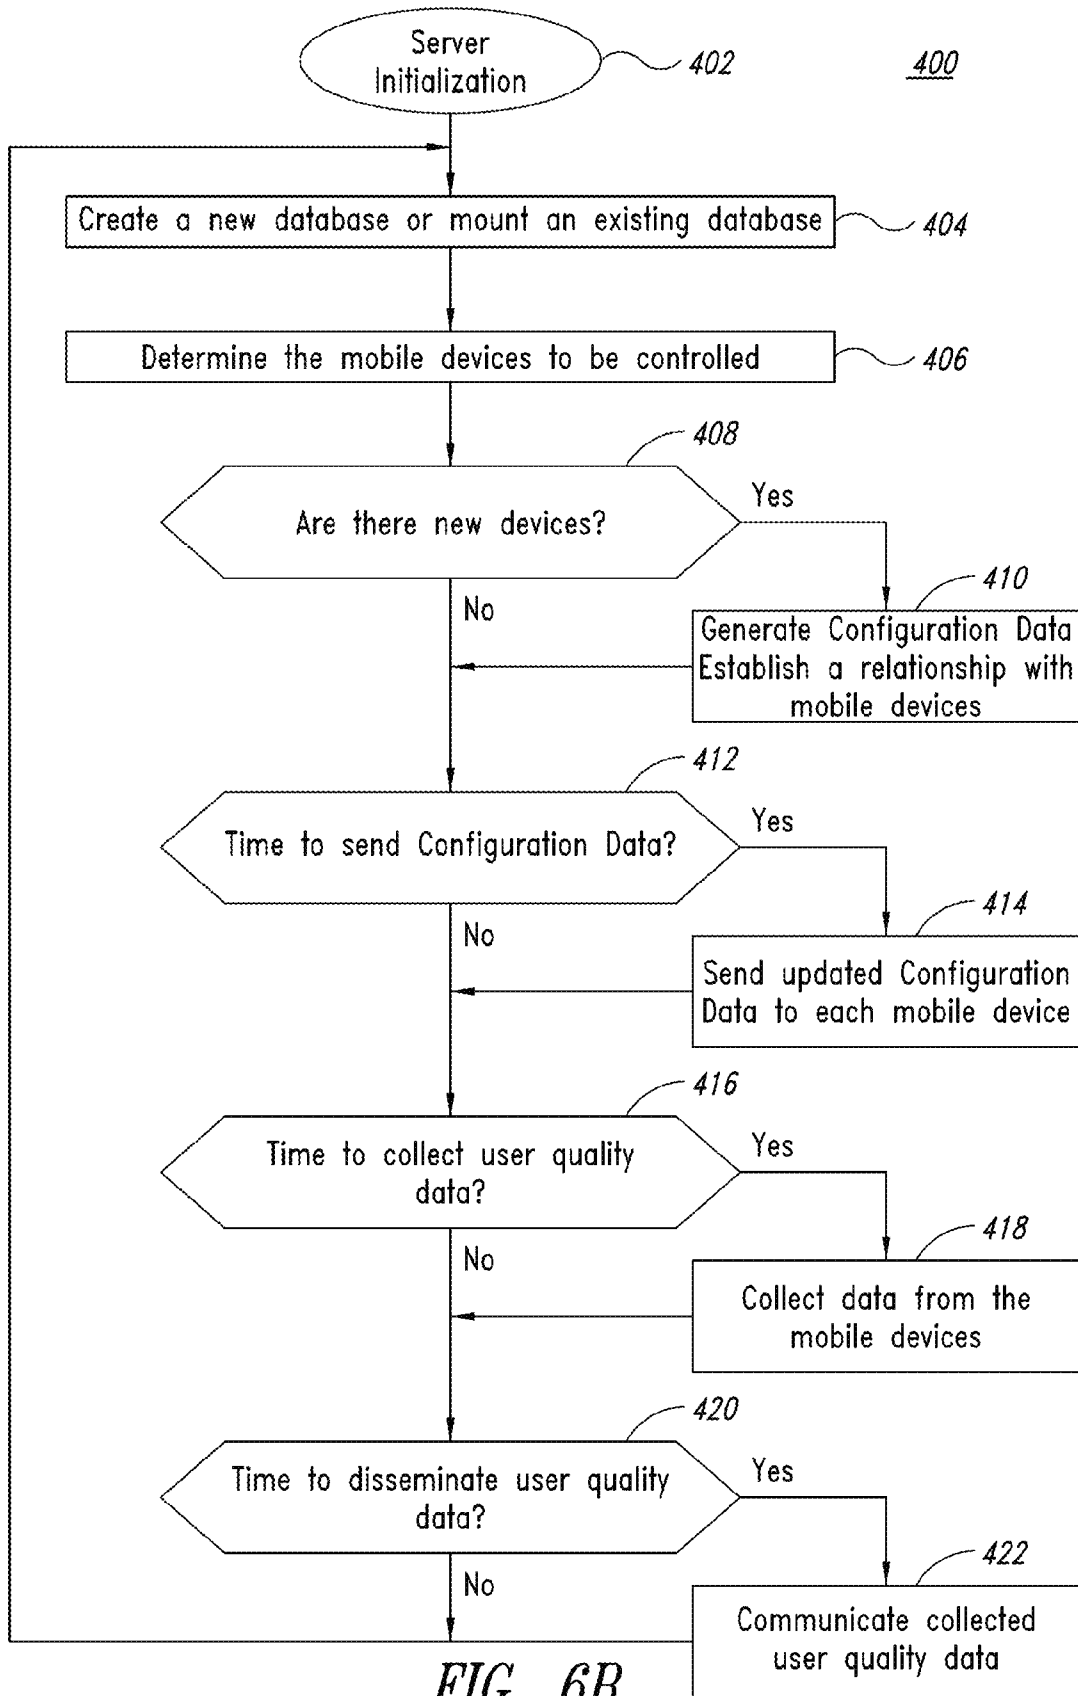 Server
Initialization
402
400
Create a new database or mount an existing database
404
Determine the mobile devices to be controlled
406
408
Are there new devices?
Yes
No
410
Generate Configuration Data
Establish a relationship with
mobile devices
412
Time to send Configuration Data?
Yes
No
414
Send updated Configuration
Data to each mobile device
416
Time to collect user quality
data?
Yes
No
418
Collect data from the
mobile devices
420
Time to disseminate user quality
data?
Yes
No
422
Communicate collected
user quality data
FIG. 6B